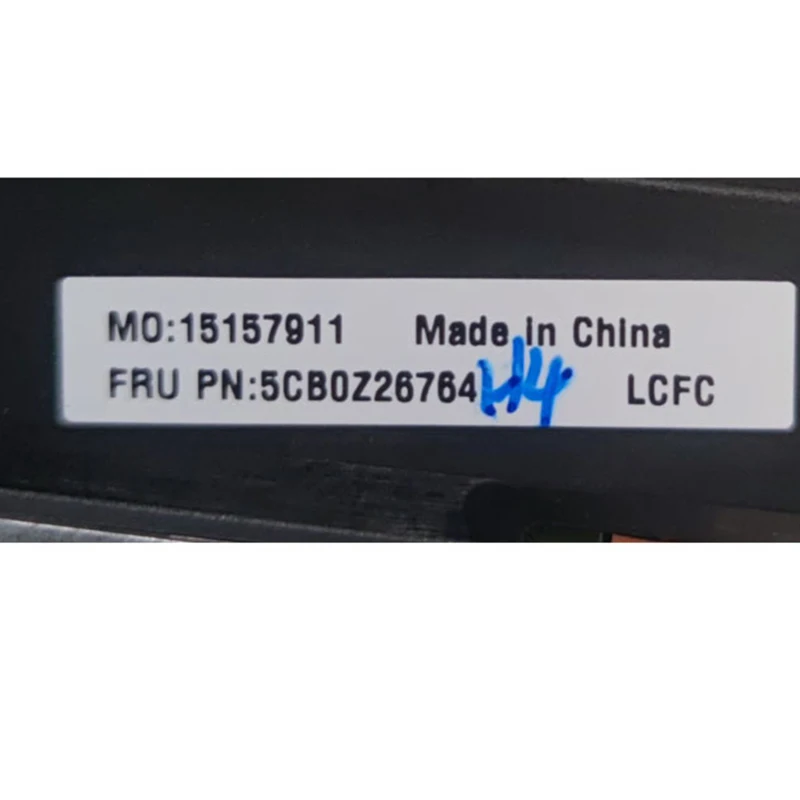 MO:15157911 Made in China
FRU PN:5CB0Z26764 LCFC